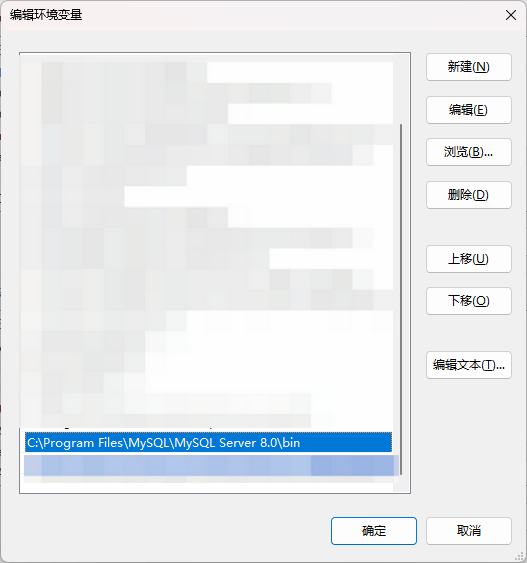 编辑环境变量
新建(N)
编辑(E)
浏览(B)...
删除(D)
上移(U)
下移(O)
编辑文本(T)...
C:\Program Files\MySQL\MySQL Server 8.0\bin
确定
取消